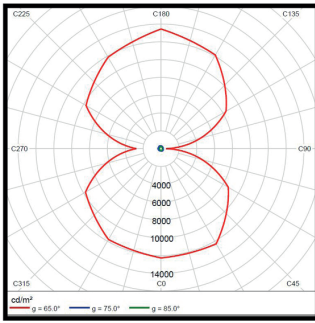 C225 C180 C135
C270 C90
4000
6000
8000
10000
14000
C315 C0 C45
cd/m²
g = 65.0° g = 75.0° g = 85.0°